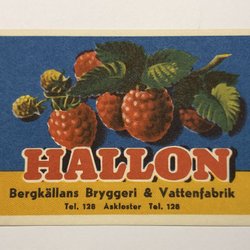 HALLON
Bergkällans Bryggeri & Vattenfabrik
Tel. 128 Askloster Tel. 128